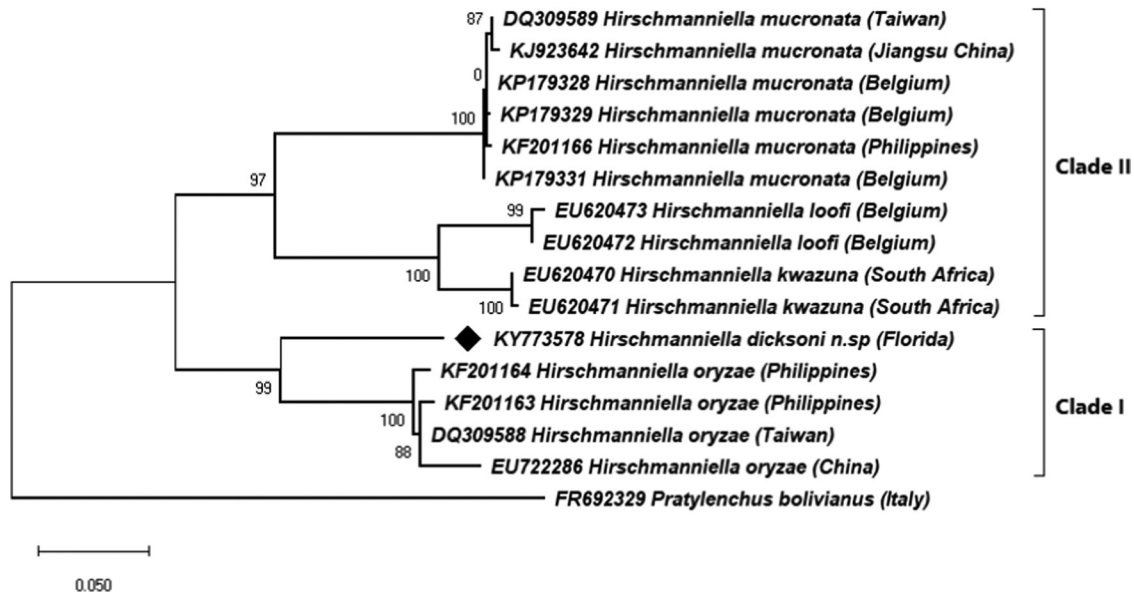 87
DQ309589 Hirschmanniella mucronata (Taiwan)
KJ923642 Hirschmanniella mucronata (Jiangsu China)
0
KP179328 Hirschmanniella mucronata (Belgium)
100
KP179329 Hirschmanniella mucronata (Belgium)
KF201166 Hirschmanniella mucronata (Philippines)
Clade II
97
KP179331 Hirschmanniella mucronata (Belgium)
99
EU620473 Hirschmanniella loofi (Belgium)
EU620472 Hirschmanniella loofi (Belgium)
100
EU620470 Hirschmanniella kwazuna (South Africa)
100
EU620471 Hirschmanniella kwazuna (South Africa)
KY773578 Hirschmanniella dicksoni n.sp (Florida)
99
KF201164 Hirschmanniella oryzae (Philippines)
KF201163 Hirschmanniella oryzae (Philippines)
Clade I
100
DQ309588 Hirschmanniella oryzae (Taiwan)
88
EU722286 Hirschmanniella oryzae (China)
FR692329 Pratylenchus bolivianus (Italy)
0.050